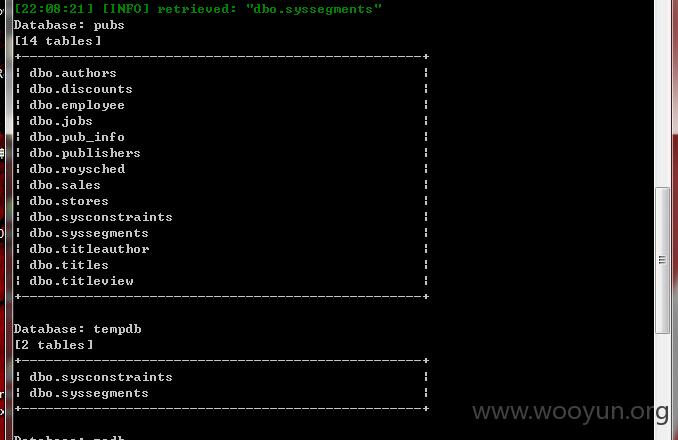 [22:08:21] [INFO] retrieved: "dbo.syssegments"
Database: pubs
[14 tables]
+--------------------------------------------------+
¦ dbo.authors ¦
¦ dbo.discounts ¦
¦ dbo.employee ¦
¦ dbo.jobs ¦
¦ dbo.pub_info ¦
¦ dbo.publishers ¦
¦ dbo.roysched ¦
¦ dbo.sales ¦
¦ dbo.stores ¦
¦ dbo.sysconstraints ¦
¦ dbo.syssegments ¦
¦ dbo.titleauthor ¦
¦ dbo.titles ¦
¦ dbo.titleview ¦
+--------------------------------------------------+
Database: tempdb
[2 tables]
+--------------------------------------------------+
¦ dbo.sysconstraints ¦
¦ dbo.syssegments ¦
+--------------------------------------------------+
www.wooyun.org
Database: